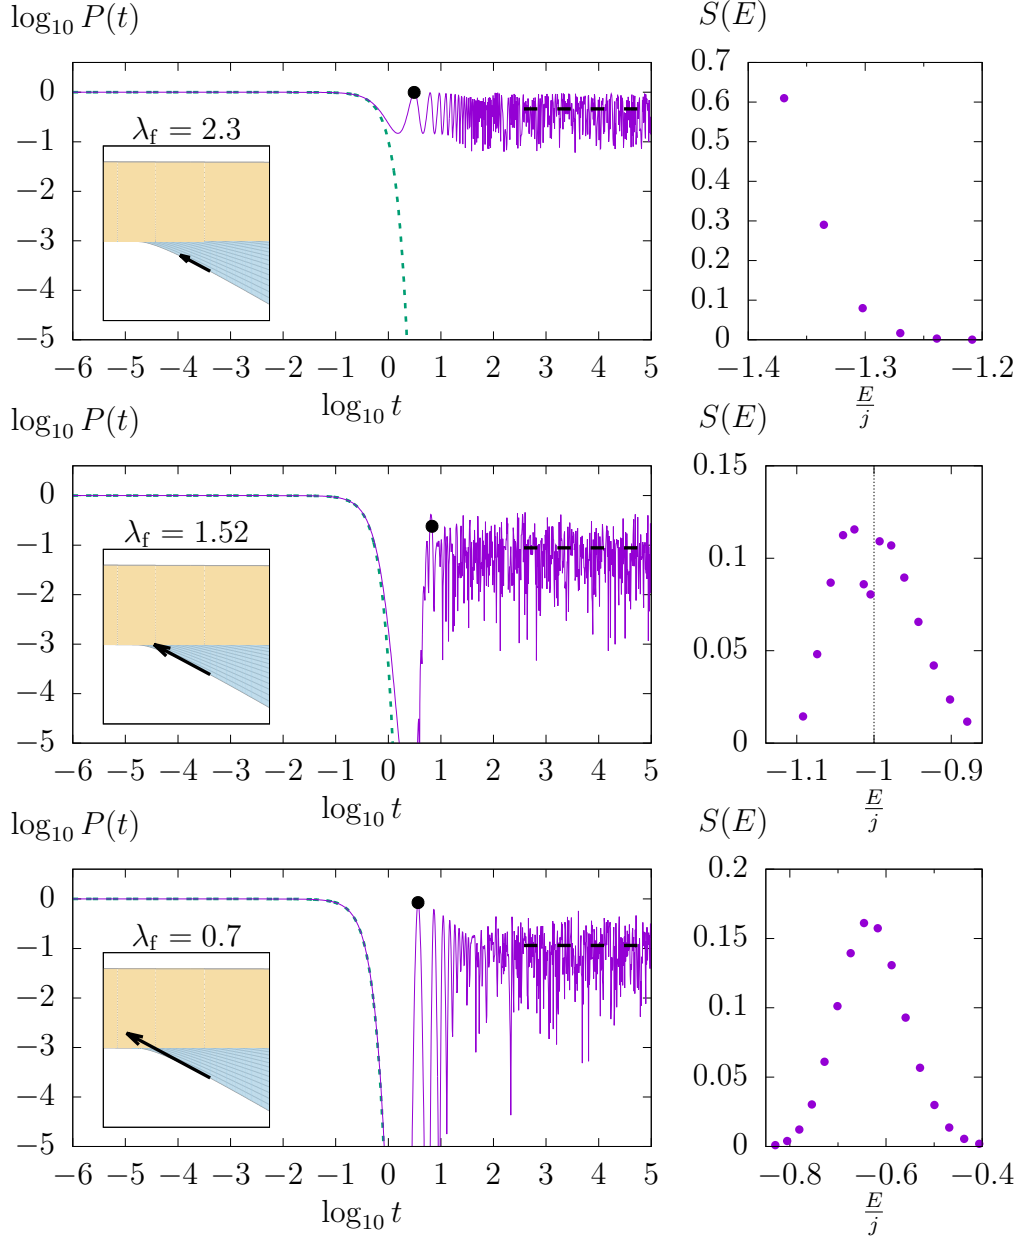 log₁₀ P(t)
S(E)
0
−1
−2
−3
−4
−5
λf = 2.3
−6 −5 −4 −3 −2 −1 0 1 2 3 4 5
log₁₀ t
0.7
0.6
0.5
0.4
0.3
0.2
0.1
0
−1.4 −1.3 −1.2
E
j
log₁₀ P(t)
S(E)
0
−1
−2
−3
−4
−5
λf = 1.52
−6 −5 −4 −3 −2 −1 0 1 2 3 4 5
log₁₀ t
0.15
0.1
0.05
0
−1.1 −1 −0.9
E
j
log₁₀ P(t)
S(E)
0
−1
−2
−3
−4
−5
λf = 0.7
−6 −5 −4 −3 −2 −1 0 1 2 3 4 5
log₁₀ t
0.2
0.15
0.1
0.05
0
−0.8 −0.6 −0.4
E
j